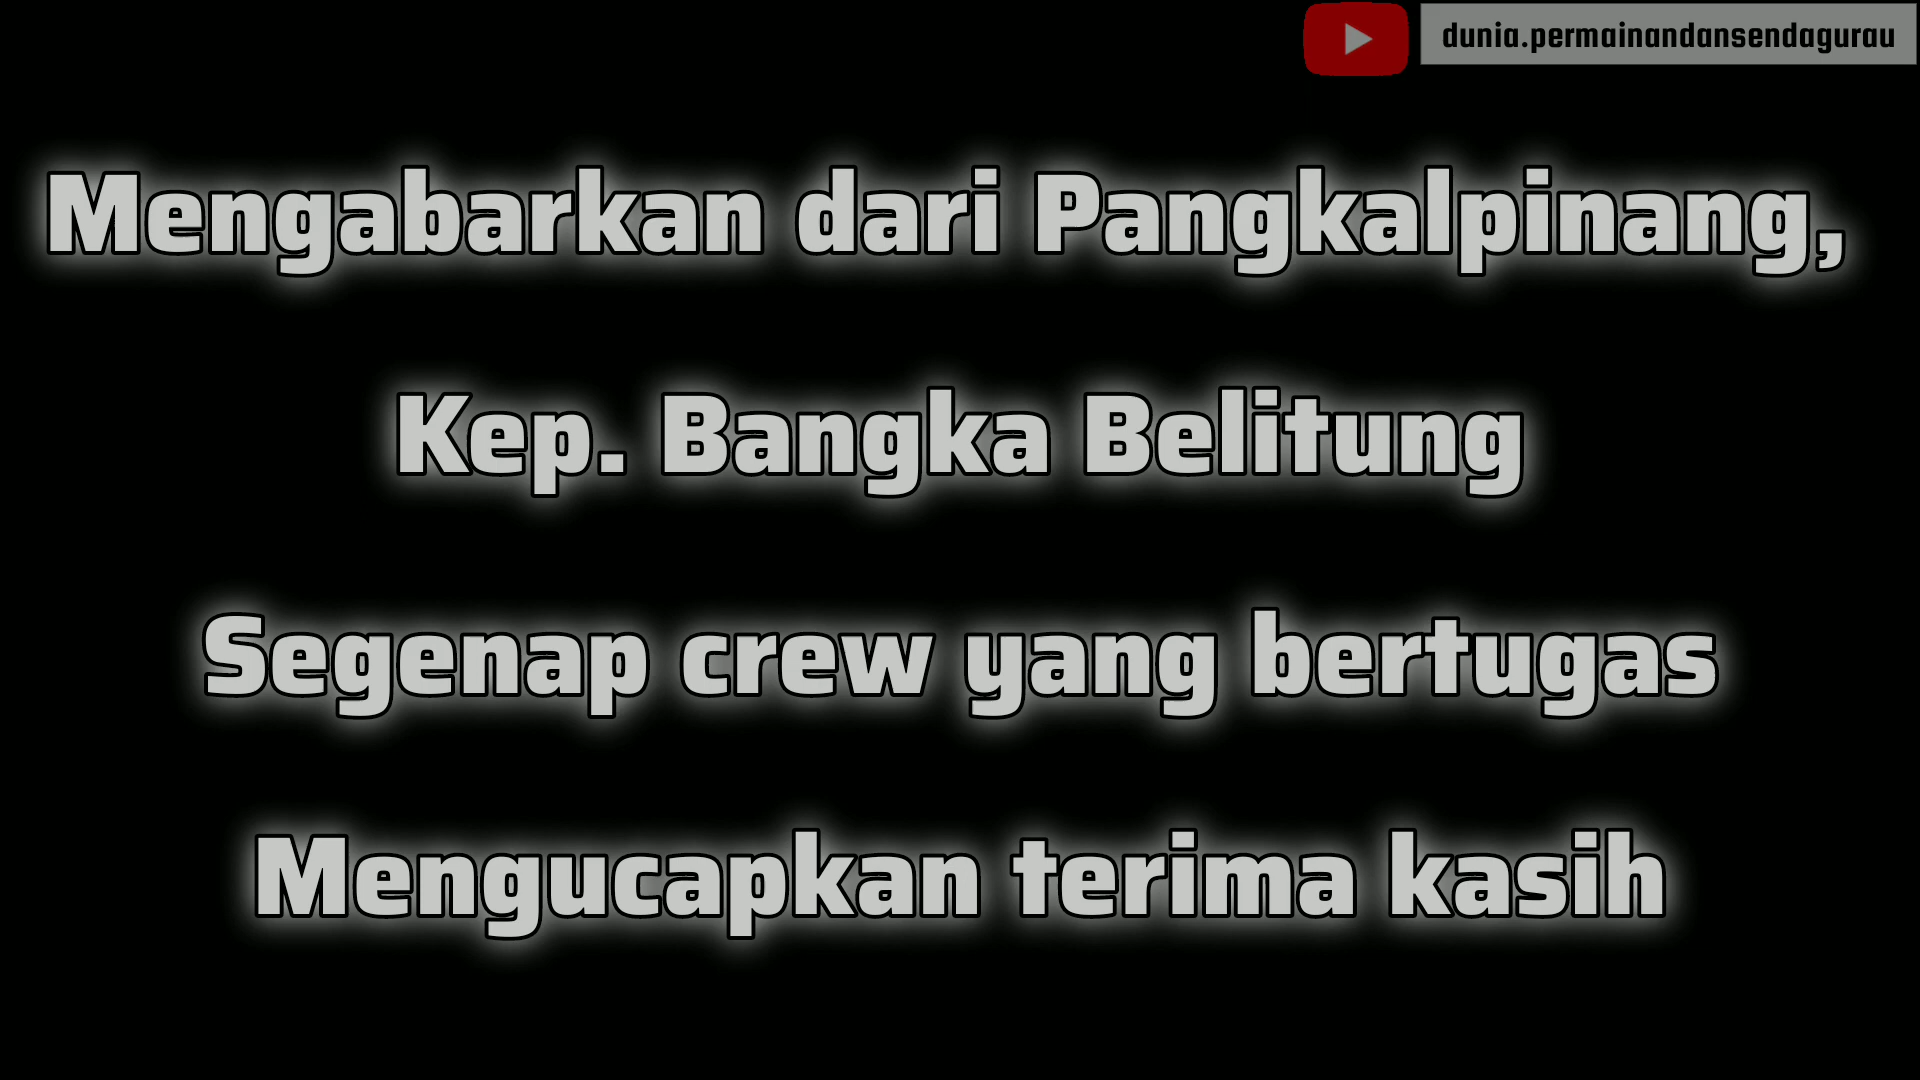 dunia.permainandansendagurau
Mengabarkan dari Pangkalpinang,
Kep. Bangka Belitung
Segenap crew yang bertugas
Mengucapkan terima kasih